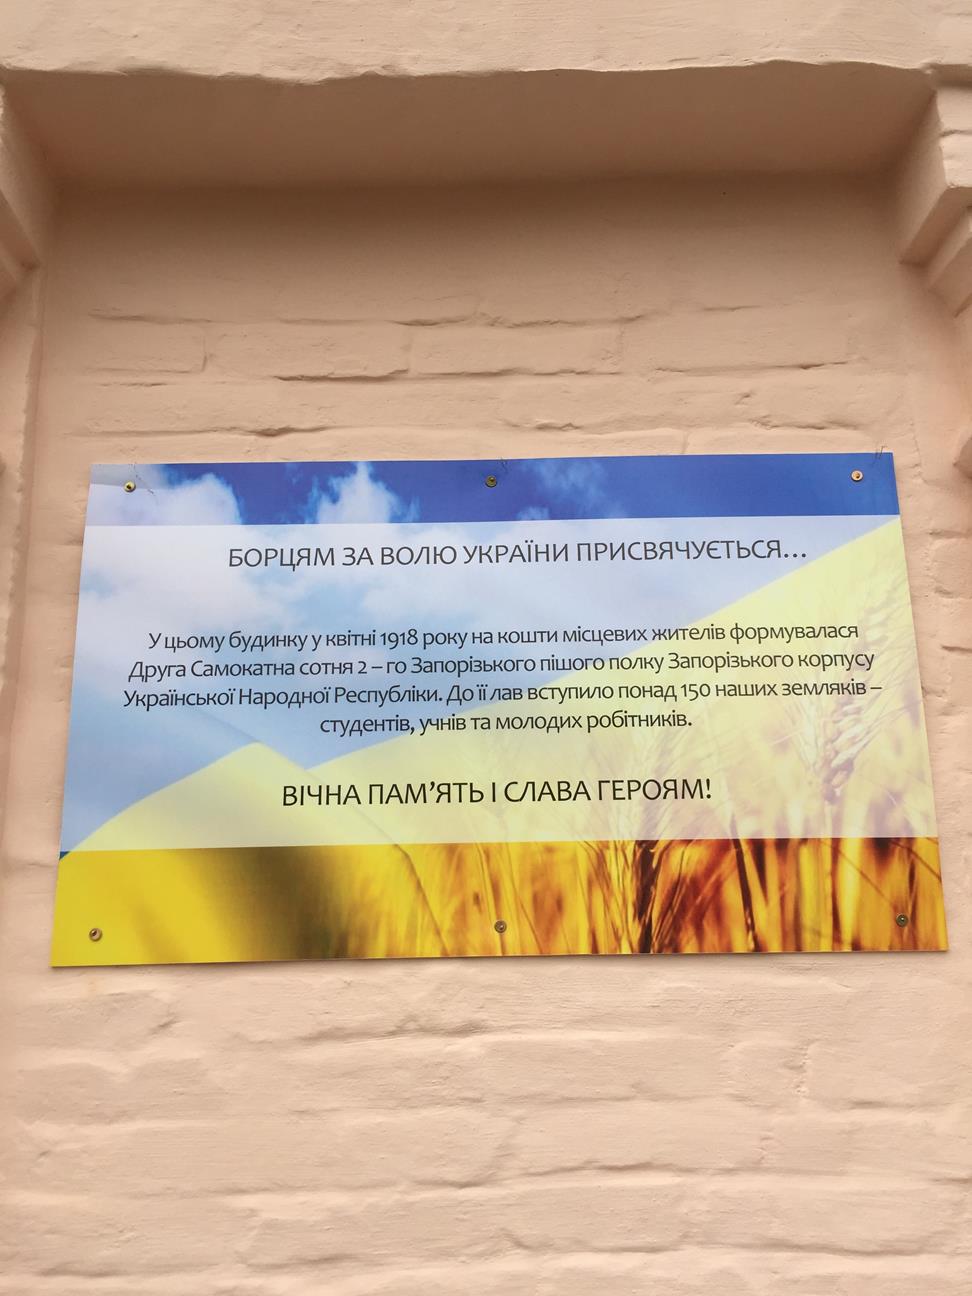 БОРЦЯМ ЗА ВОЛЮ УКРАЇНИ ПРИСВЯЧУЄТЬСЯ...
У цьому будинку у квітні 1918 року на кошти місцевих жителів формувалася
Друга Самокатна сотня 2 – го Запорізького пішого полку Запорізького корпусу
Української Народної Республіки. До її лав вступило понад 150 наших земляків –
студентів, учнів та молодих робітників.
ВІЧНА ПАМ'ЯТЬ І СЛАВА ГЕРОЯМ!